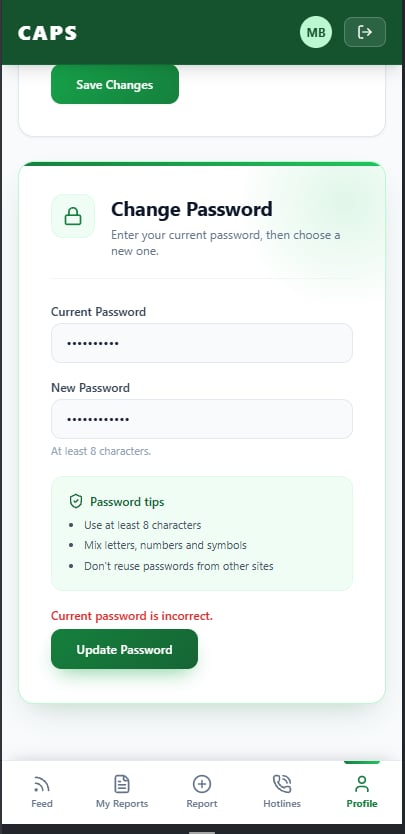 CAPS
MB
Save Changes
Change Password
Enter your current password, then choose a
new one.
Current Password
••••••••••
New Password
••••••••••••
At least 8 characters.
Password tips
• Use at least 8 characters
• Mix letters, numbers and symbols
• Don't reuse passwords from other sites
Current password is incorrect.
Update Password
Feed
My Reports
Report
Hotlines
Profile